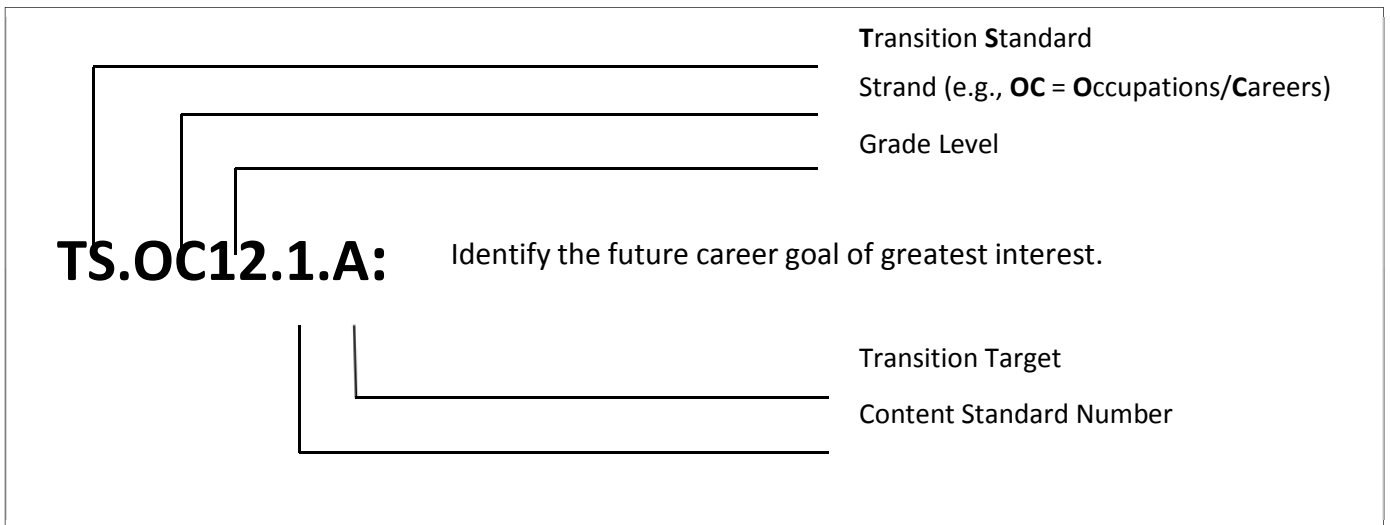 Transition Standard
Strand (e.g., OC = Occupations/Careers)
Grade Level
TS.OC12.1.A: Identify the future career goal of greatest interest.
Transition Target
Content Standard Number